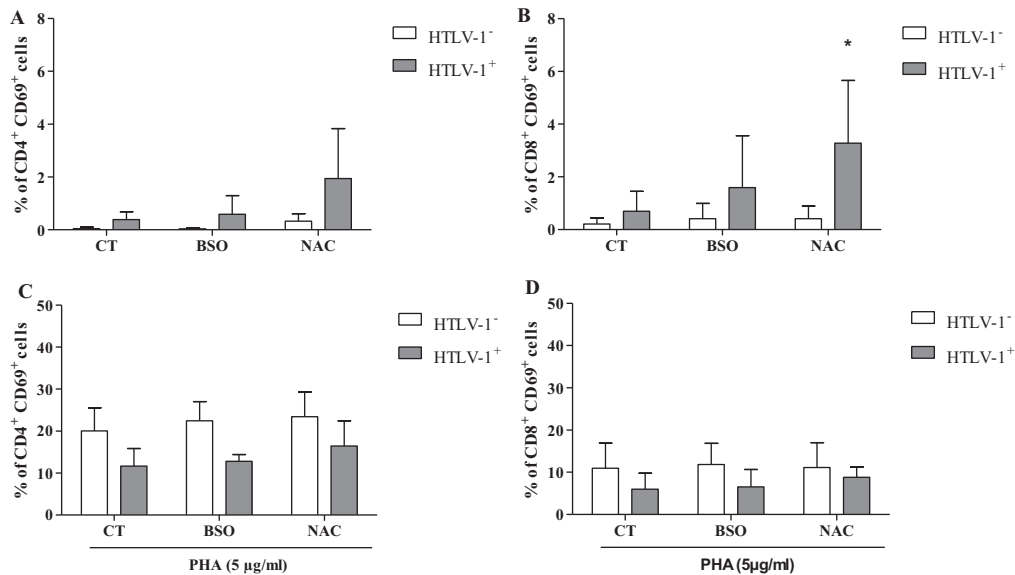 A
% of CD4+ CD69+ cells
8
6
4
2
0
CT BSO NAC
HTLV-1-
HTLV-1+
B
% of CD8+ CD69+ cells
8
6
4
2
0
*
CT BSO NAC
HTLV-1-
HTLV-1+
C
% of CD4+ CD69+ cells
50
40
30
20
10
0
CT BSO NAC
PHA (5 µg/ml)
HTLV-1-
HTLV-1+
D
% of CD8+ CD69+ cells
50
40
30
20
10
0
CT BSO NAC
PHA (5µg/ml)
HTLV-1-
HTLV-1+